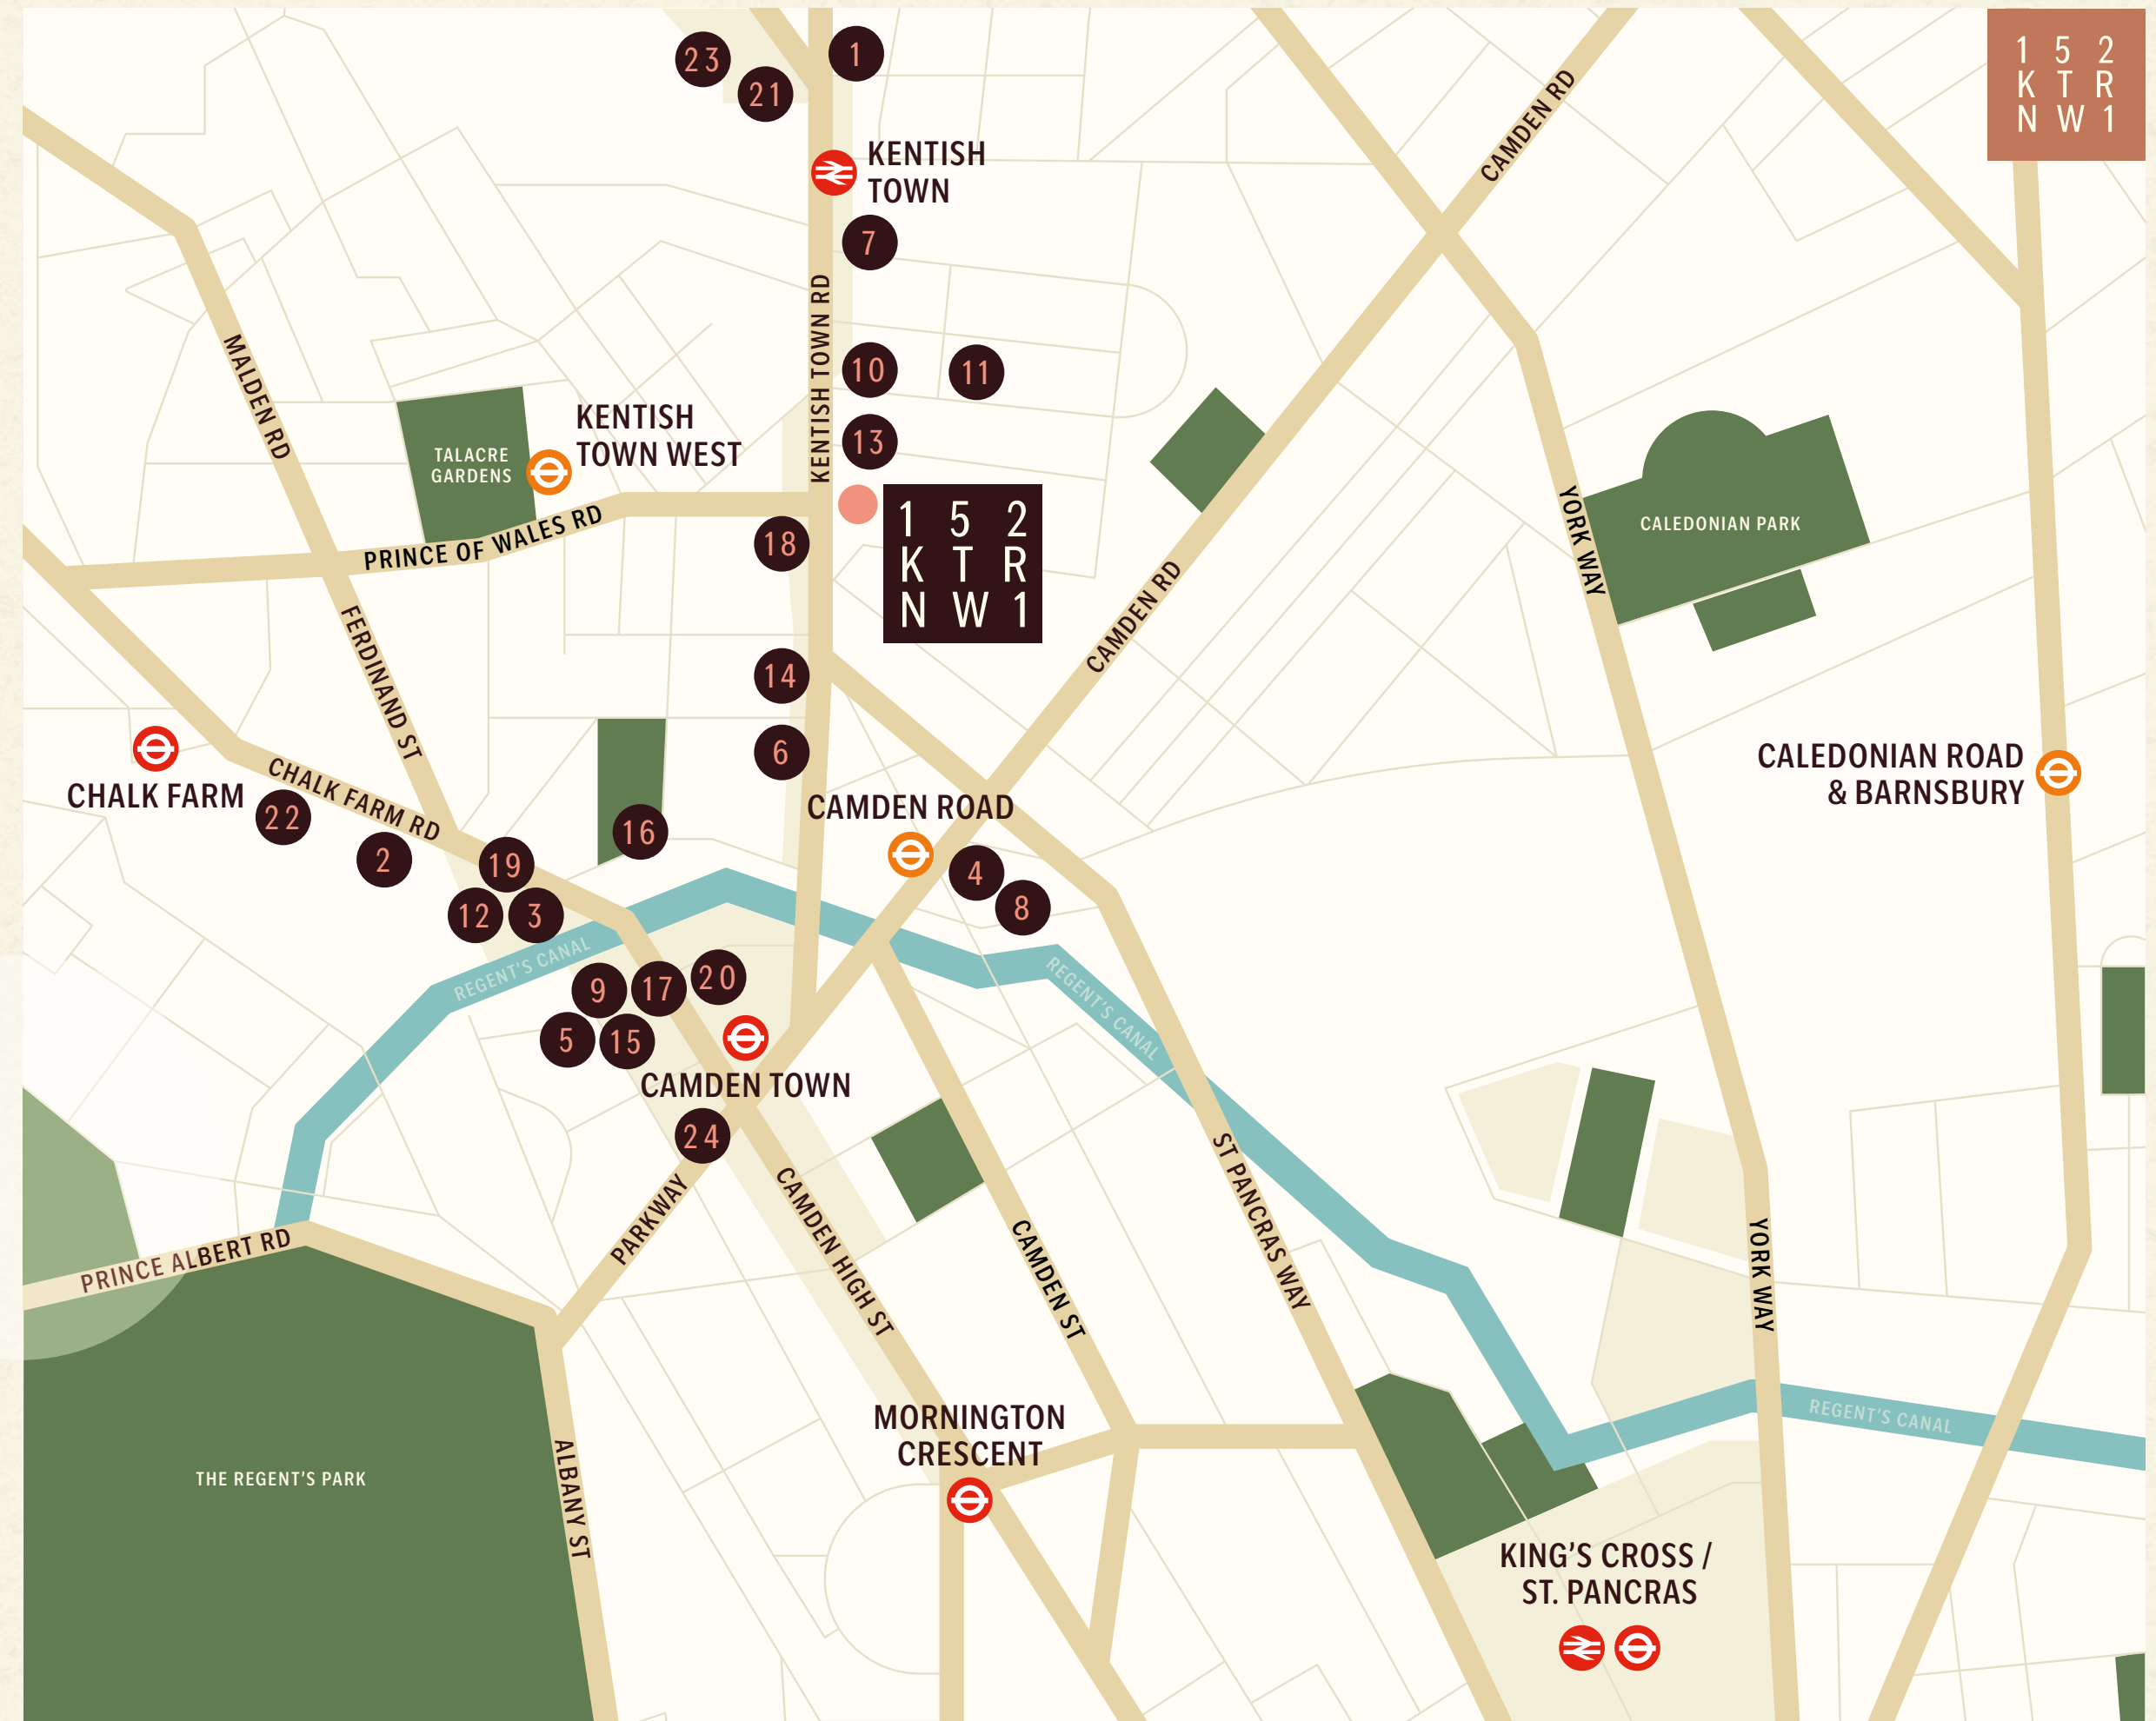 1 5 2
K T R
N W 1
23
1
21
CAMDEN RD
KENTISH
TOWN
7
KENTISH TOWN RD
MALDEN RD
10
11
KENTISH
TOWN WEST
13
TALACRE
GARDENS
PRINCE OF WALES RD
18
1 5 2
K T R
N W 1
YORK WAY
CALEDONIAN PARK
CAMDEN RD
FERDINAND ST
14
6
CHALK FARM
CHALK FARM RD
22
2
16
CAMDEN ROAD
CALEDONIAN ROAD
& BARNSBURY
19
12
3
4
8
REGENT'S CANAL
REGENT'S CANAL
9
17
20
5
15
CAMDEN TOWN
24
PARKWAY
CAMDEN HIGH ST
CAMDEN ST
ST PANCRAS WAY
YORK WAY
PRINCE ALBERT RD
MORNINGTON
CRESCENT
REGENT'S CANAL
THE REGENT'S PARK
ALBANY ST
KING'S CROSS /
ST. PANCRAS